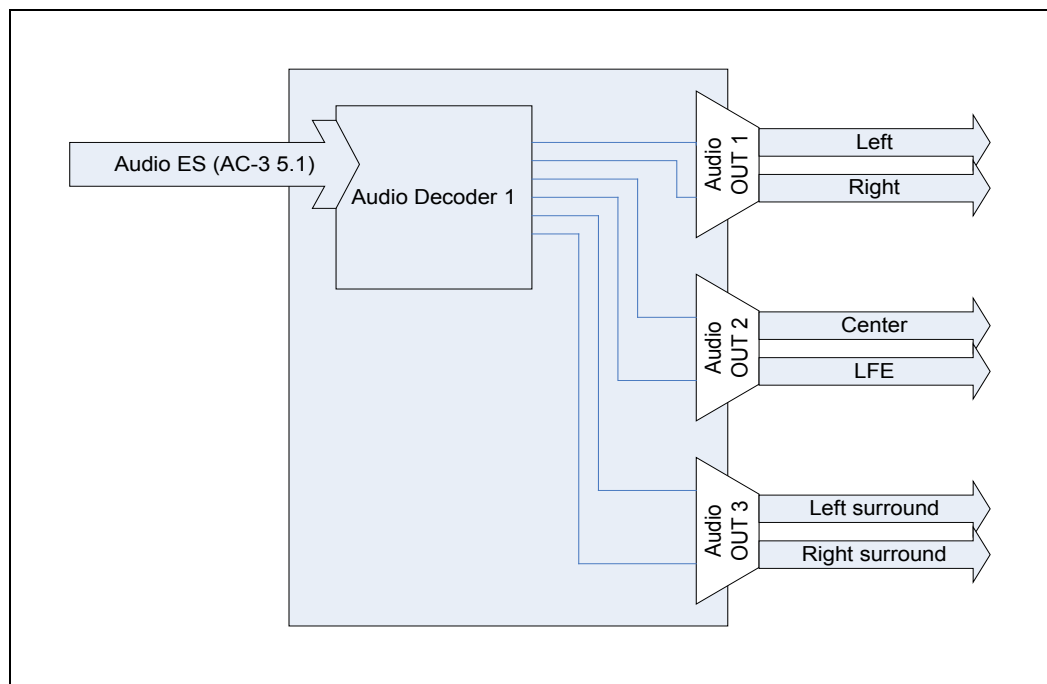 Audio ES (AC-3 5.1)
Audio Decoder 1
Audio
OUT 1
Left
Right
Audio
OUT 2
Center
LFE
Audio
OUT 3
Left surround
Right surround